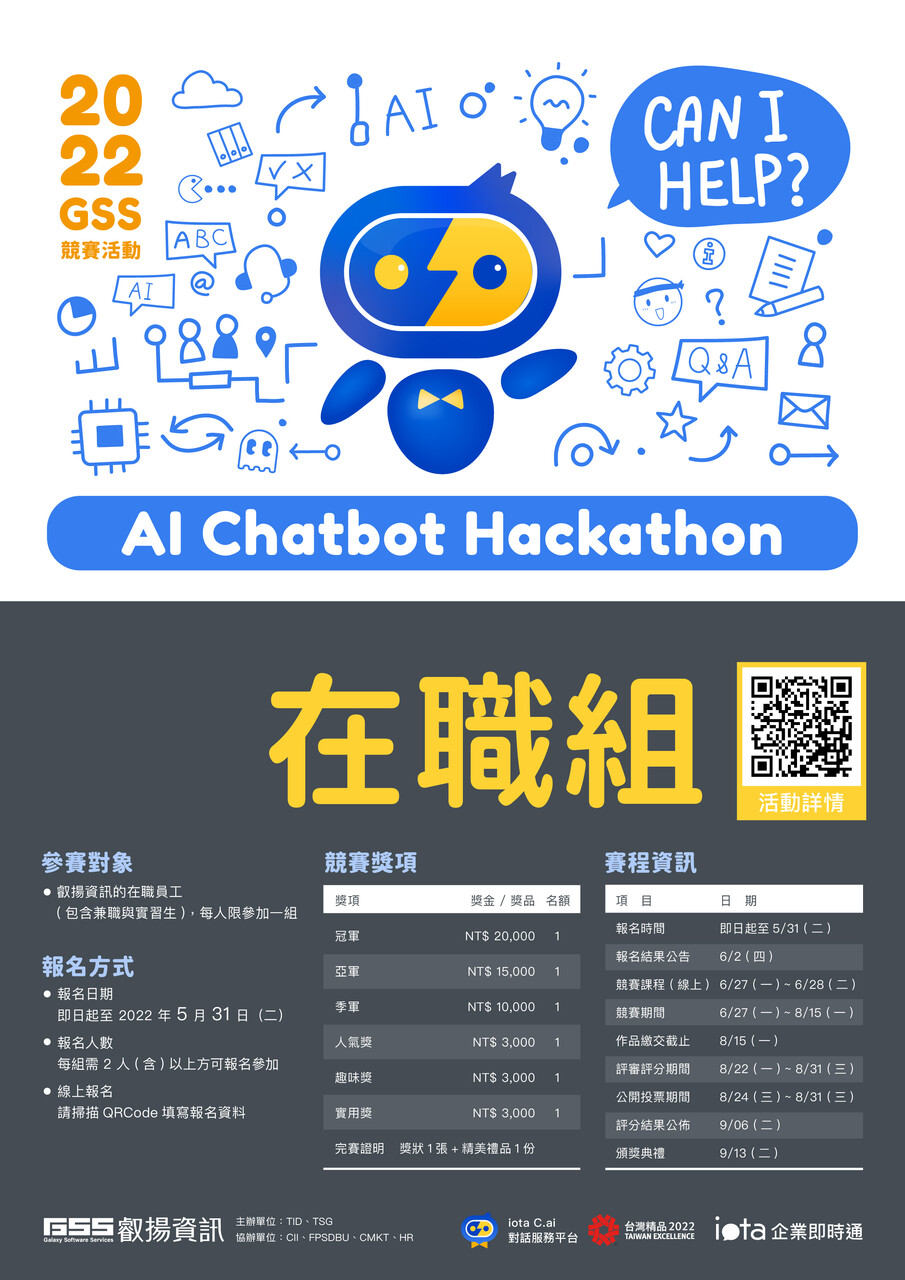 20
22
GSS
競賽活動
AI
CAN I
HELP?
ABC
@
AI
i
?
Q&A
AI Chatbot Hackathon
在職組
活動詳情
參賽對象
• 叡揚資訊的在職員工
(包含兼職與實習生),每人限參加一組
報名方式
• 報名日期
即日起至 2022 年 5 月 31 日 (二)
• 報名人數
每組需 2 人(含)以上方可報名參加
• 線上報名
請掃描 QRCode 填寫報名資料
競賽獎項
獎項 獎金 / 獎品 名額
冠軍 NT$ 20,000 1
亞軍 NT$ 15,000 1
季軍 NT$ 10,000 1
人氣獎 NT$ 3,000 1
趣味獎 NT$ 3,000 1
實用獎 NT$ 3,000 1
完賽證明 獎狀 1 張 + 精美禮品 1 份
賽程資訊
項 目 日 期
報名時間 即日起至 5/31 (二)
報名結果公告 6/2 (四)
競賽課程(線上) 6/27 (一) ~ 6/28 (二)
競賽期間 6/27 (一) ~ 8/15 (一)
作品繳交截止 8/15 (一)
評審評分期間 8/22 (一) ~ 8/31 (三)
公開投票期間 8/24 (三) ~ 8/31 (三)
評分結果公佈 9/06 (二)
頒獎典禮 9/13 (二)
GSS 叡揚資訊
Galaxy Software Services
主辦單位:TID、TSG
協辦單位:CII、FPSDBU、CMKT、HR
iota C.ai
對話服務平台
台灣精品 2022
TAIWAN EXCELLENCE
iota 企業即時通